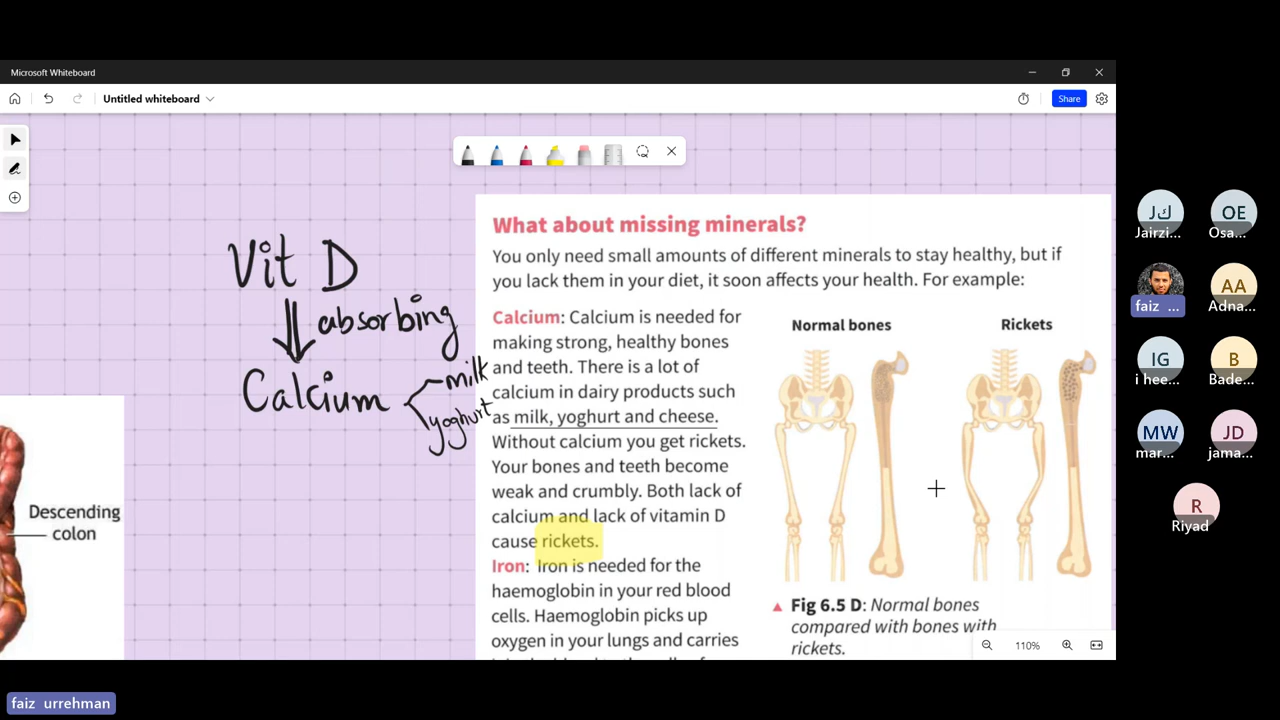 Microsoft Whiteboard
Untitled whiteboard
Share
Vit D
absorbing
Calcium
milk
yoghurt
Descending
colon
What about missing minerals?
You only need small amounts of different minerals to stay healthy, but if
you lack them in your diet, it soon affects your health. For example:
Calcium: Calcium is needed for
making strong, healthy bones
and teeth. There is a lot of
calcium in dairy products such
as milk, yoghurt and cheese.
Without calcium you get rickets.
Your bones and teeth become
weak and crumbly. Both lack of
calcium and lack of vitamin D
cause rickets.
Iron: Iron is needed for the
haemoglobin in your red blood
cells. Haemoglobin picks up
oxygen in your lungs and carries
Normal bones
Rickets
▲ Fig 6.5 D: Normal bones
compared with bones with
rickets.
110%
Jairzi...
OE
Osa...
faiz ...
AA
Adna...
IG
i hee...
B
Bade...
MW
mar...
JD
jama...
R
Riyad
faiz urrehman